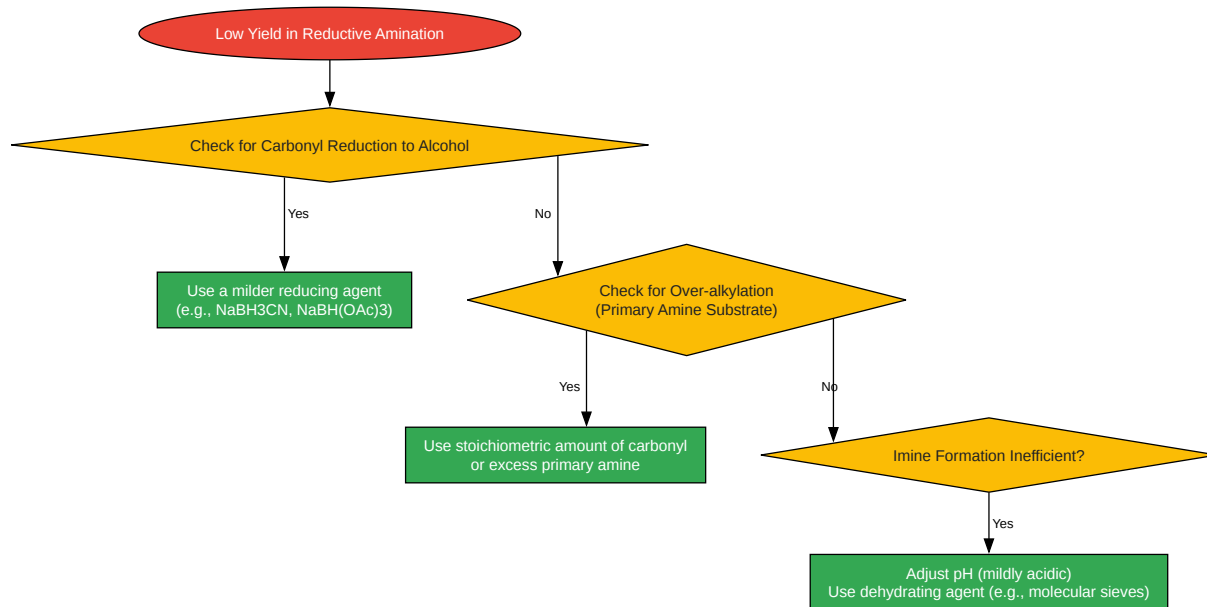 Low Yield in Reductive Amination
Check for Carbonyl Reduction to Alcohol
Yes
No
Use a milder reducing agent
(e.g., NaBH3CN, NaBH(OAc)3)
Check for Over-alkylation
(Primary Amine Substrate)
Yes
No
Use stoichiometric amount of carbonyl
or excess primary amine
Imine Formation Inefficient?
Yes
Adjust pH (mildly acidic)
Use dehydrating agent (e.g., molecular sieves)